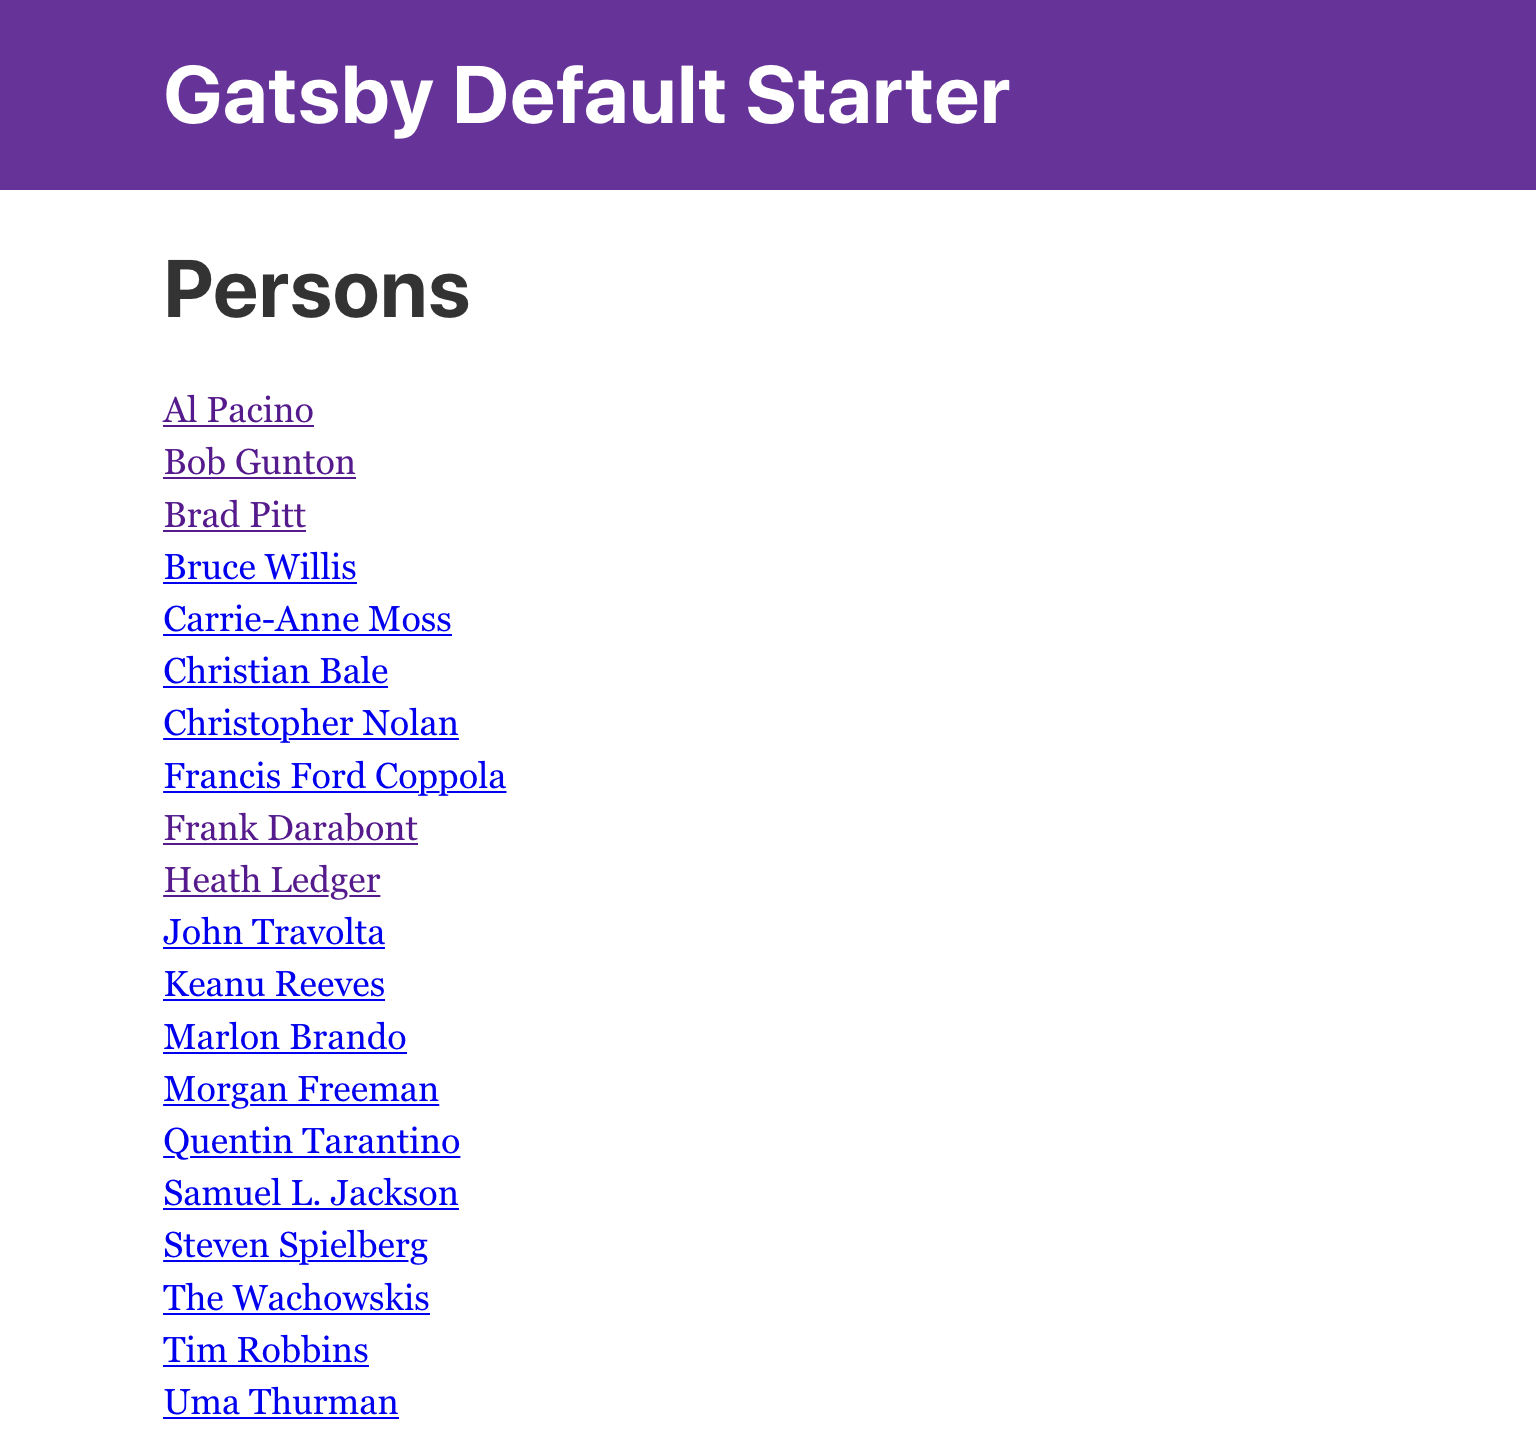 Gatsby Default Starter
Persons
Al Pacino
Bob Gunton
Brad Pitt
Bruce Willis
Carrie-Anne Moss
Christian Bale
Christopher Nolan
Francis Ford Coppola
Frank Darabont
Heath Ledger
John Travolta
Keanu Reeves
Marlon Brando
Morgan Freeman
Quentin Tarantino
Samuel L. Jackson
Steven Spielberg
The Wachowskis
Tim Robbins
Uma Thurman